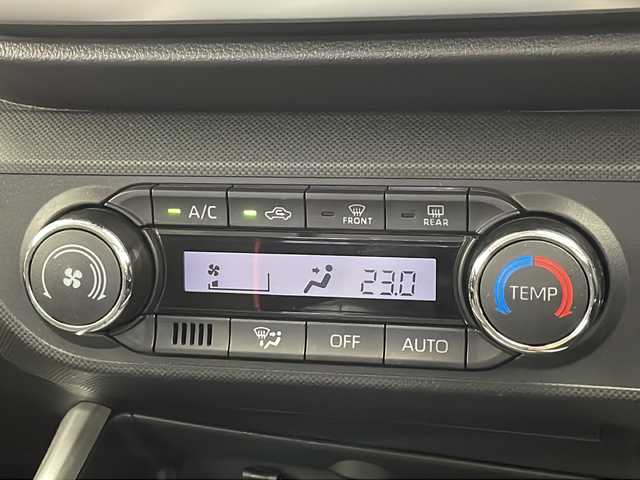 A/C
FRONT
REAR
23.0
TEMP
OFF
AUTO